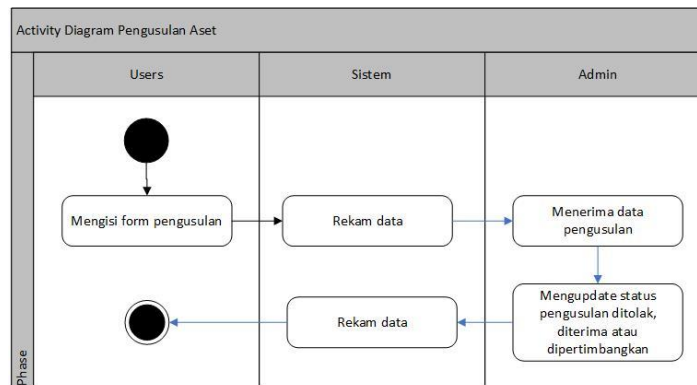 Activity Diagram Pengusulan Aset
Users
Sistem
Admin
Mengisi form pengusulan
Rekam data
Menerima data
pengusulan
Rekam data
Mengupdate status
pengusulan ditolak,
diterima atau
dipertimbangkan
Phase